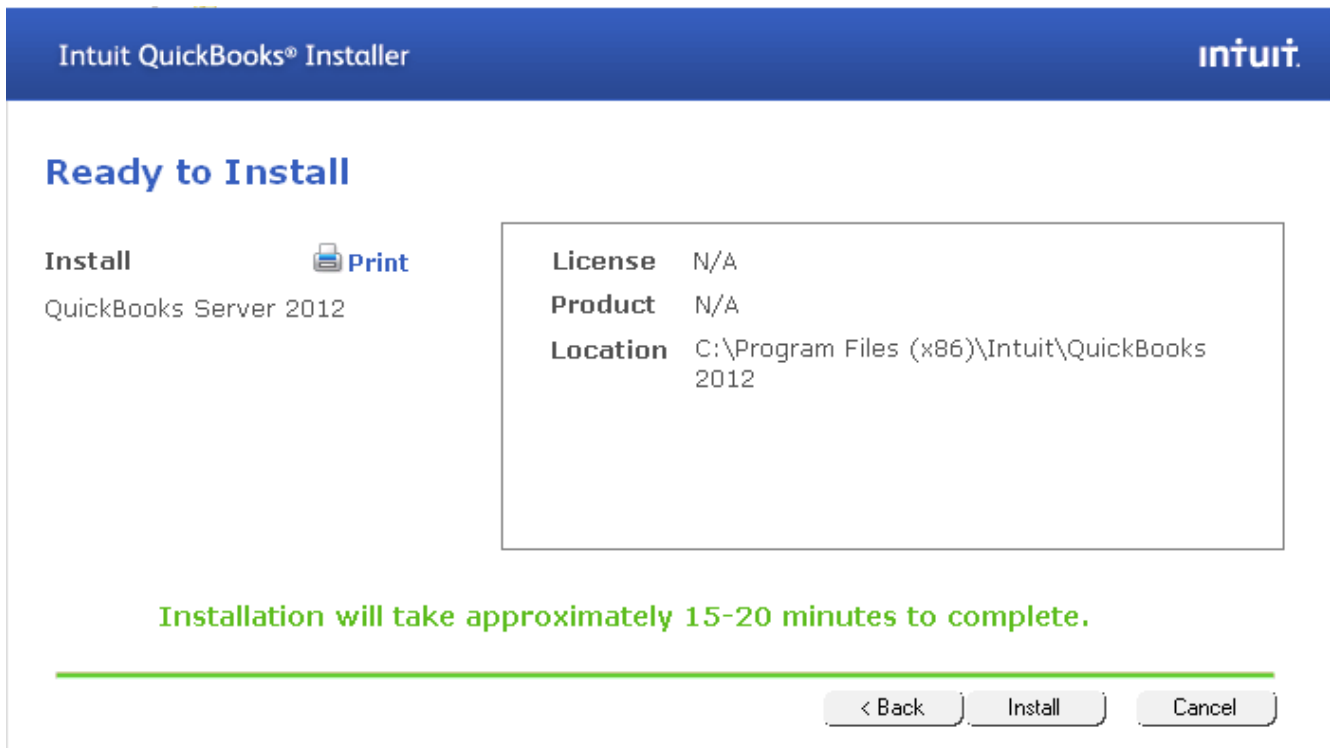 Intuit QuickBooks® Installer
intuit.
Ready to Install
Install
Print
QuickBooks Server 2012
License N/A
Product N/A
Location C:\Program Files (x86)\Intuit\QuickBooks
2012
Installation will take approximately 15-20 minutes to complete.
< Back
Install
Cancel